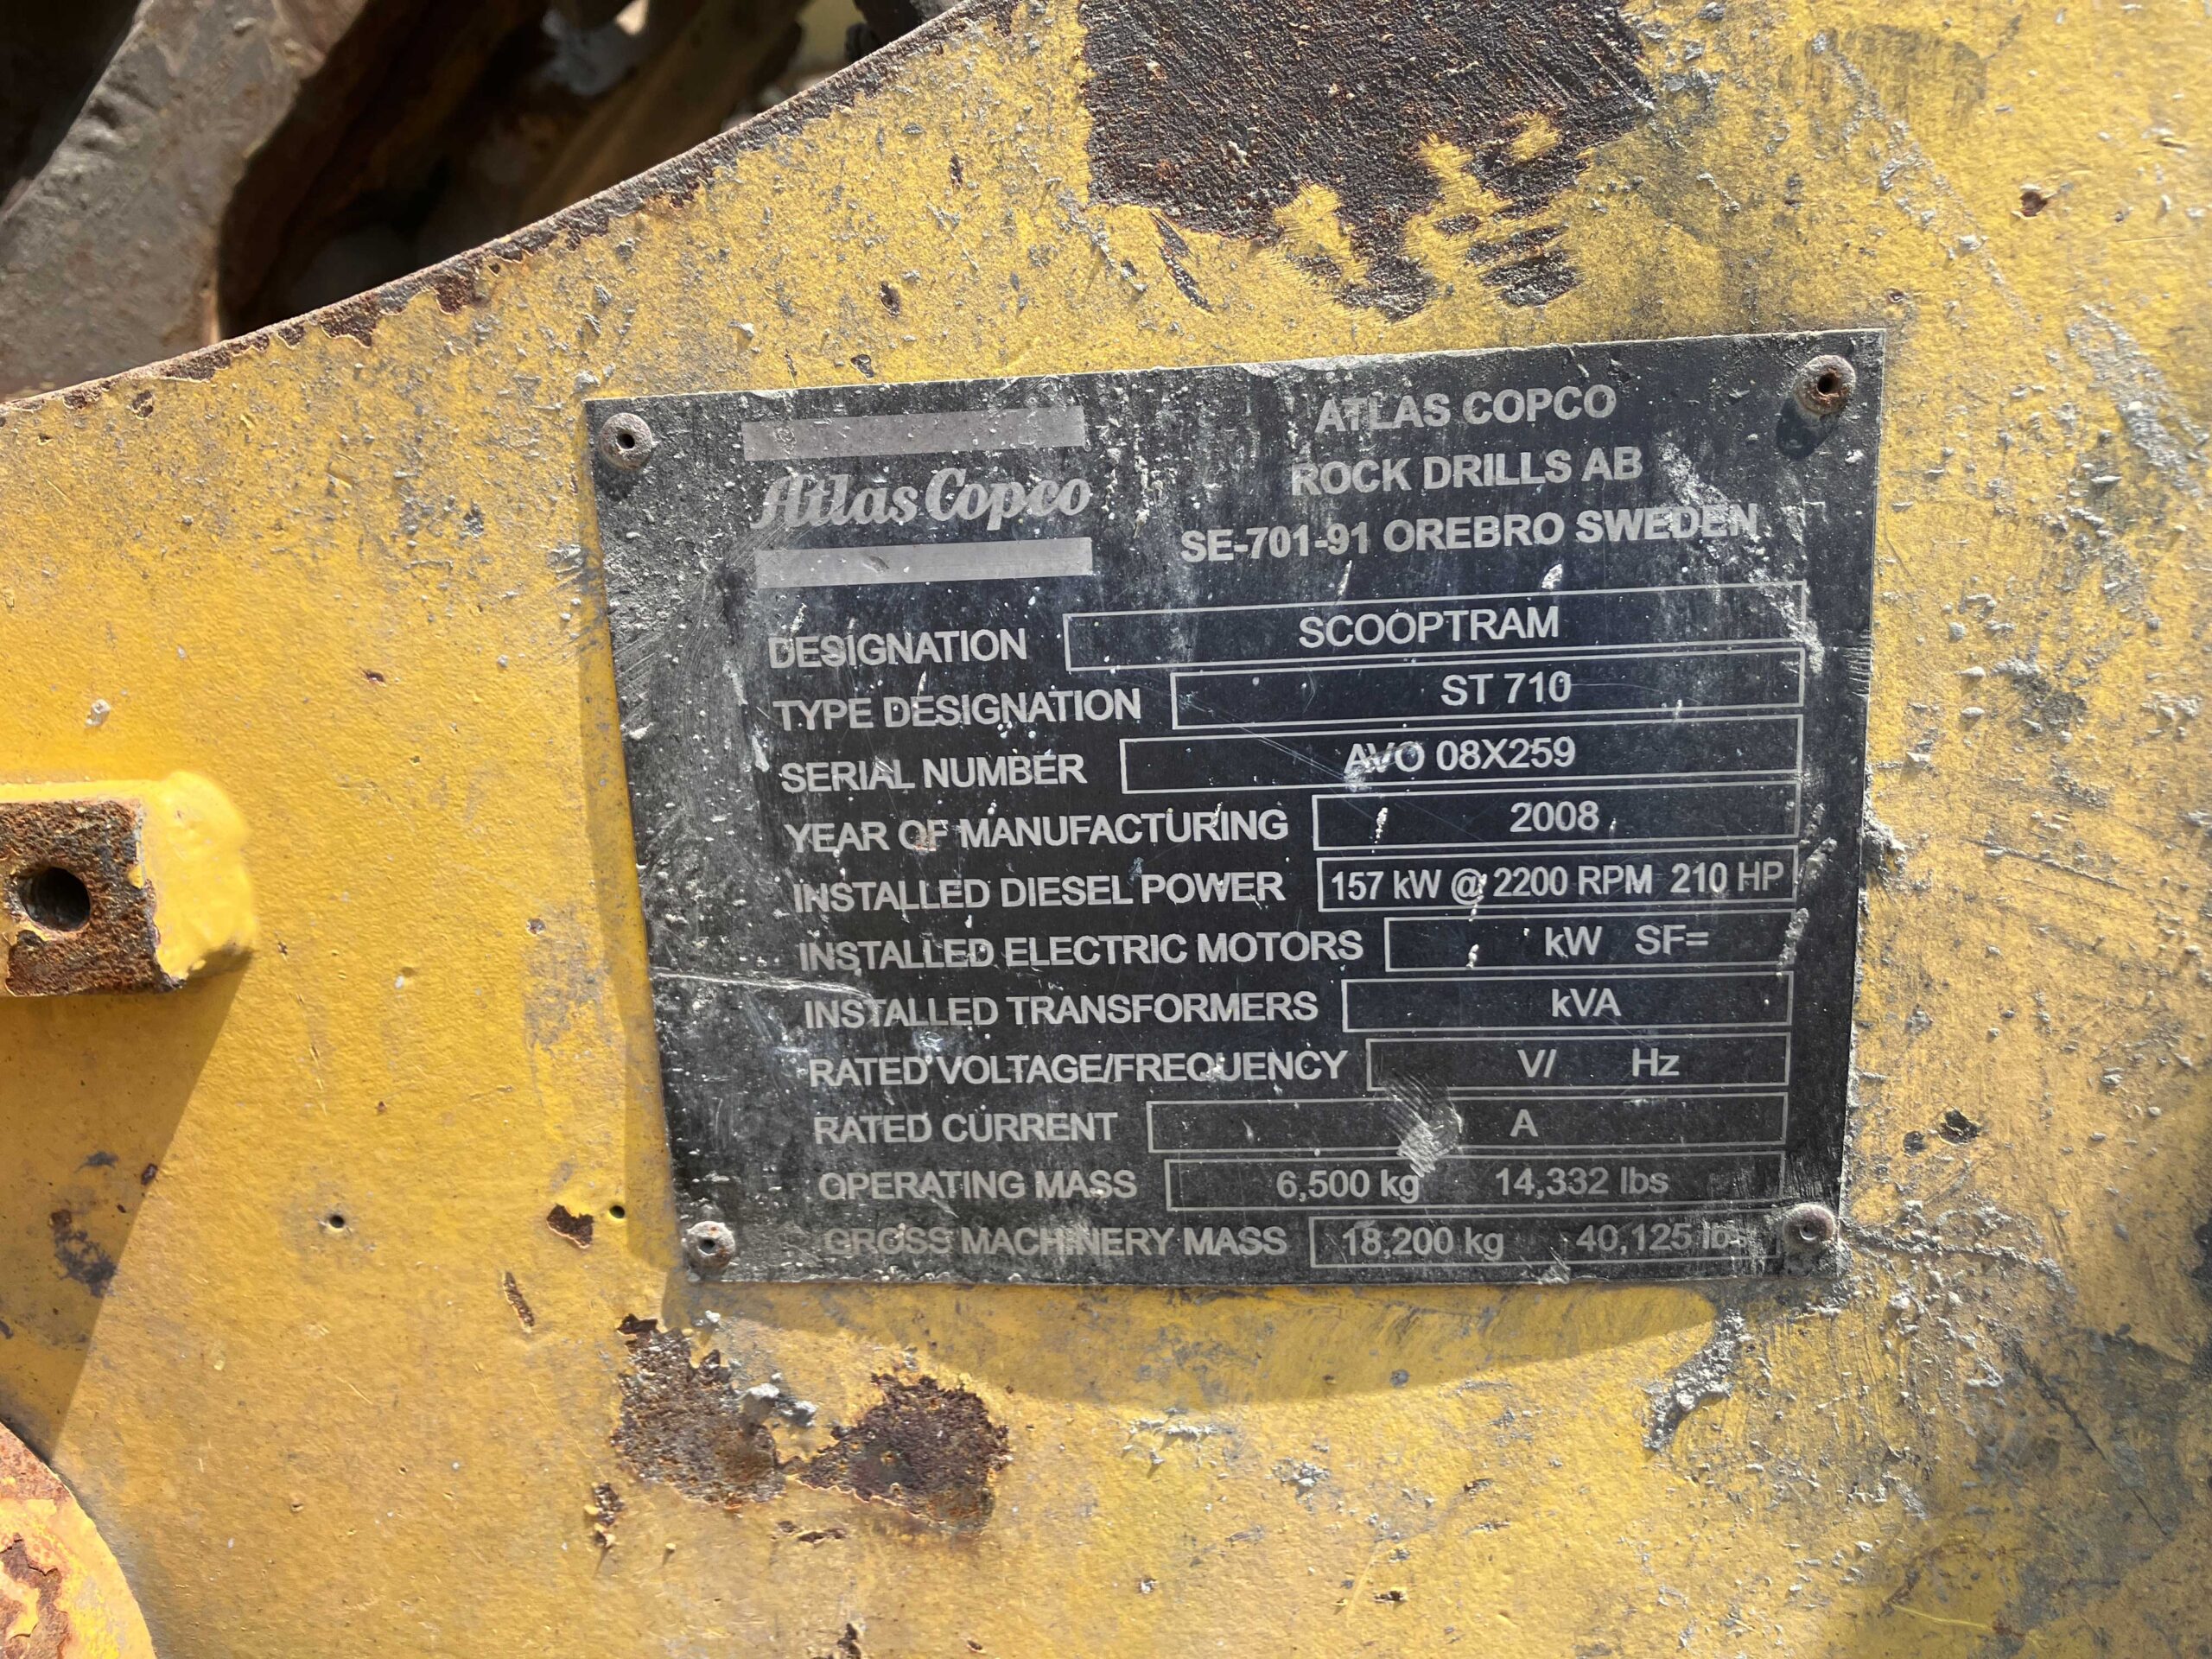 Atlas Copco
ATLAS COPCO
ROCK DRILLS AB
SE-701-91 OREBRO SWEDEN
DESIGNATION SCOOPTRAM
TYPE DESIGNATION ST 710
SERIAL NUMBER AVO 08X259
YEAR OF MANUFACTURING 2008
INSTALLED DIESEL POWER 157 kW @ 2200 RPM 210 HP
INSTALLED ELECTRIC MOTORS kW SF=
INSTALLED TRANSFORMERS kVA
RATED VOLTAGE/FREQUENCY V/ Hz
RATED CURRENT A
OPERATING MASS 6,500 kg 14,332 lbs
GROSS MACHINERY MASS 18,200 kg 40,125 lbs